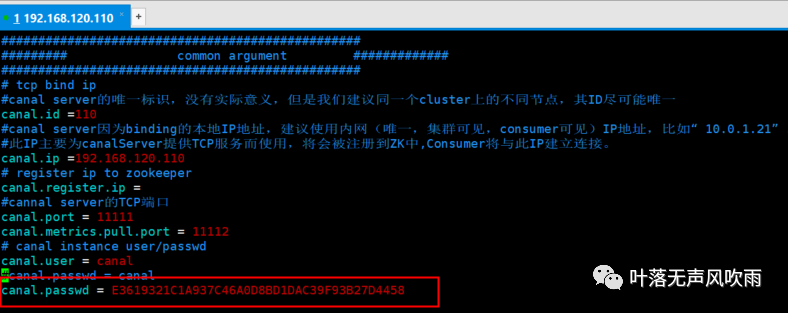 1 192.168.120.110 × +
###############################################
######### common argument #############
###############################################
# tcp bind ip
#canal server的唯一标识，没有实际意义，但是我们建议同一个cluster上的不同节点，其ID尽可能唯一
canal.id =110
#canal server因为binding的本地IP地址，建议使用内网（唯一，集群可见，consumer可见）IP地址，比如“ 10.0.1.21”
#此IP主要为canalServer提供TCP服务而使用，将会被注册到ZK中,Consumer将与此IP建立连接。
canal.ip =192.168.120.110
# register ip to zookeeper
canal.register.ip =
#cannal server的TCP端口
canal.port = 11111
canal.metrics.pull.port = 11112
# canal instance user/passwd
canal.user = canal
#canal.passwd = canal
canal.passwd = E3619321C1A937C46A0D8BD1DAC39F93B27D4458
叶落无声风吹雨